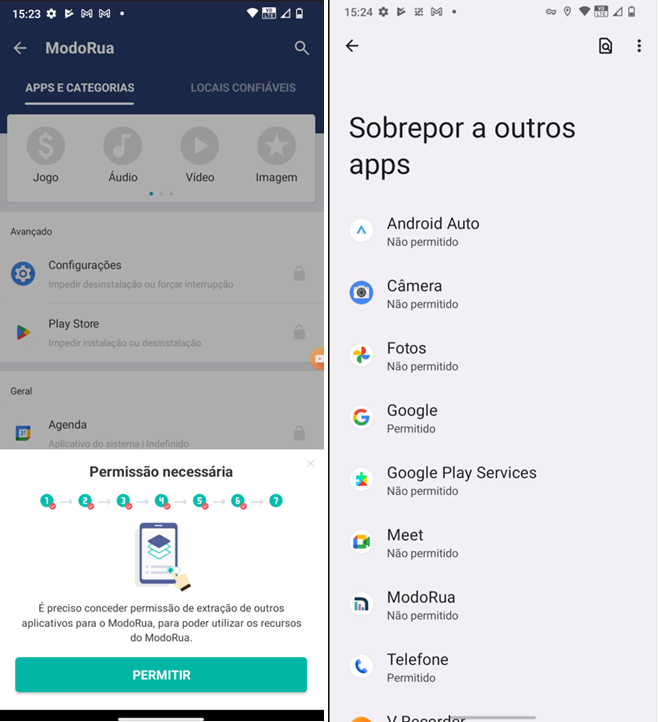 15:23
ModoRua
APPS E CATEGORIAS
LOCAIS CONFIÁVEIS
Jogo
Áudio
Vídeo
Imagem
Avançado
Configurações
Impedir desinstalação ou forçar interrupção
Play Store
Impedir instalação ou desinstalação
Geral
Agenda
Aplicativo do sistema | Indefinido
Permissão necessária
1 2 3 4 5 6 7
É preciso conceder permissão de extração de outros
aplicativos para o ModoRua, para poder utilizar os recursos
do ModoRua.
PERMITIR
15:24
Sobrepor a outros
apps
Android Auto
Não permitido
Câmera
Não permitido
Fotos
Não permitido
Google
Permitido
Google Play Services
Não permitido
Meet
Não permitido
ModoRua
Não permitido
Telefone
Permitido
V Recorder